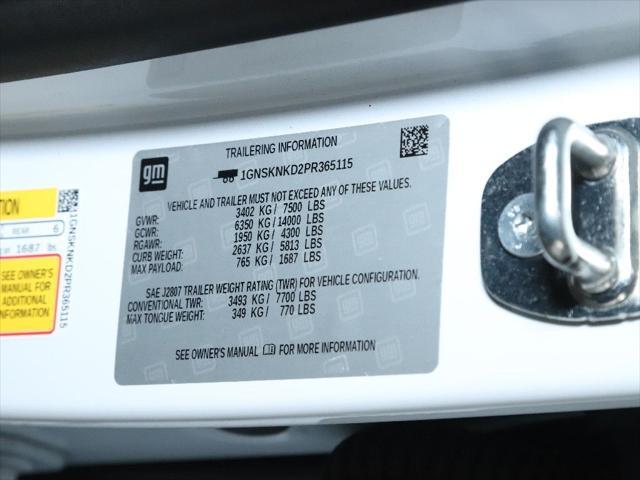 TRAILERING INFORMATION
gm
1GNSKNKD2PR365115
VEHICLE AND TRAILER MUST NOT EXCEED ANY OF THESE VALUES.
GVWR: 3402 KG / 7500 LBS
GCWR: 6350 KG / 14000 LBS
RGAWR: 1950 KG / 4300 LBS
CURB WEIGHT: 2637 KG / 5813 LBS
MAX PAYLOAD: 765 KG / 1687 LBS
SAE J2807 TRAILER WEIGHT RATING (TWR) FOR VEHICLE CONFIGURATION.
CONVENTIONAL TWR: 3493 KG / 7700 LBS
MAX TONGUE WEIGHT: 349 KG / 770 LBS
SEE OWNER'S MANUAL FOR MORE INFORMATION
TION
REAR 6
1687 lbs
SEE OWNER'S
MANUAL FOR
ADDITIONAL
INFORMATION
1GNSKNKD2PR365115